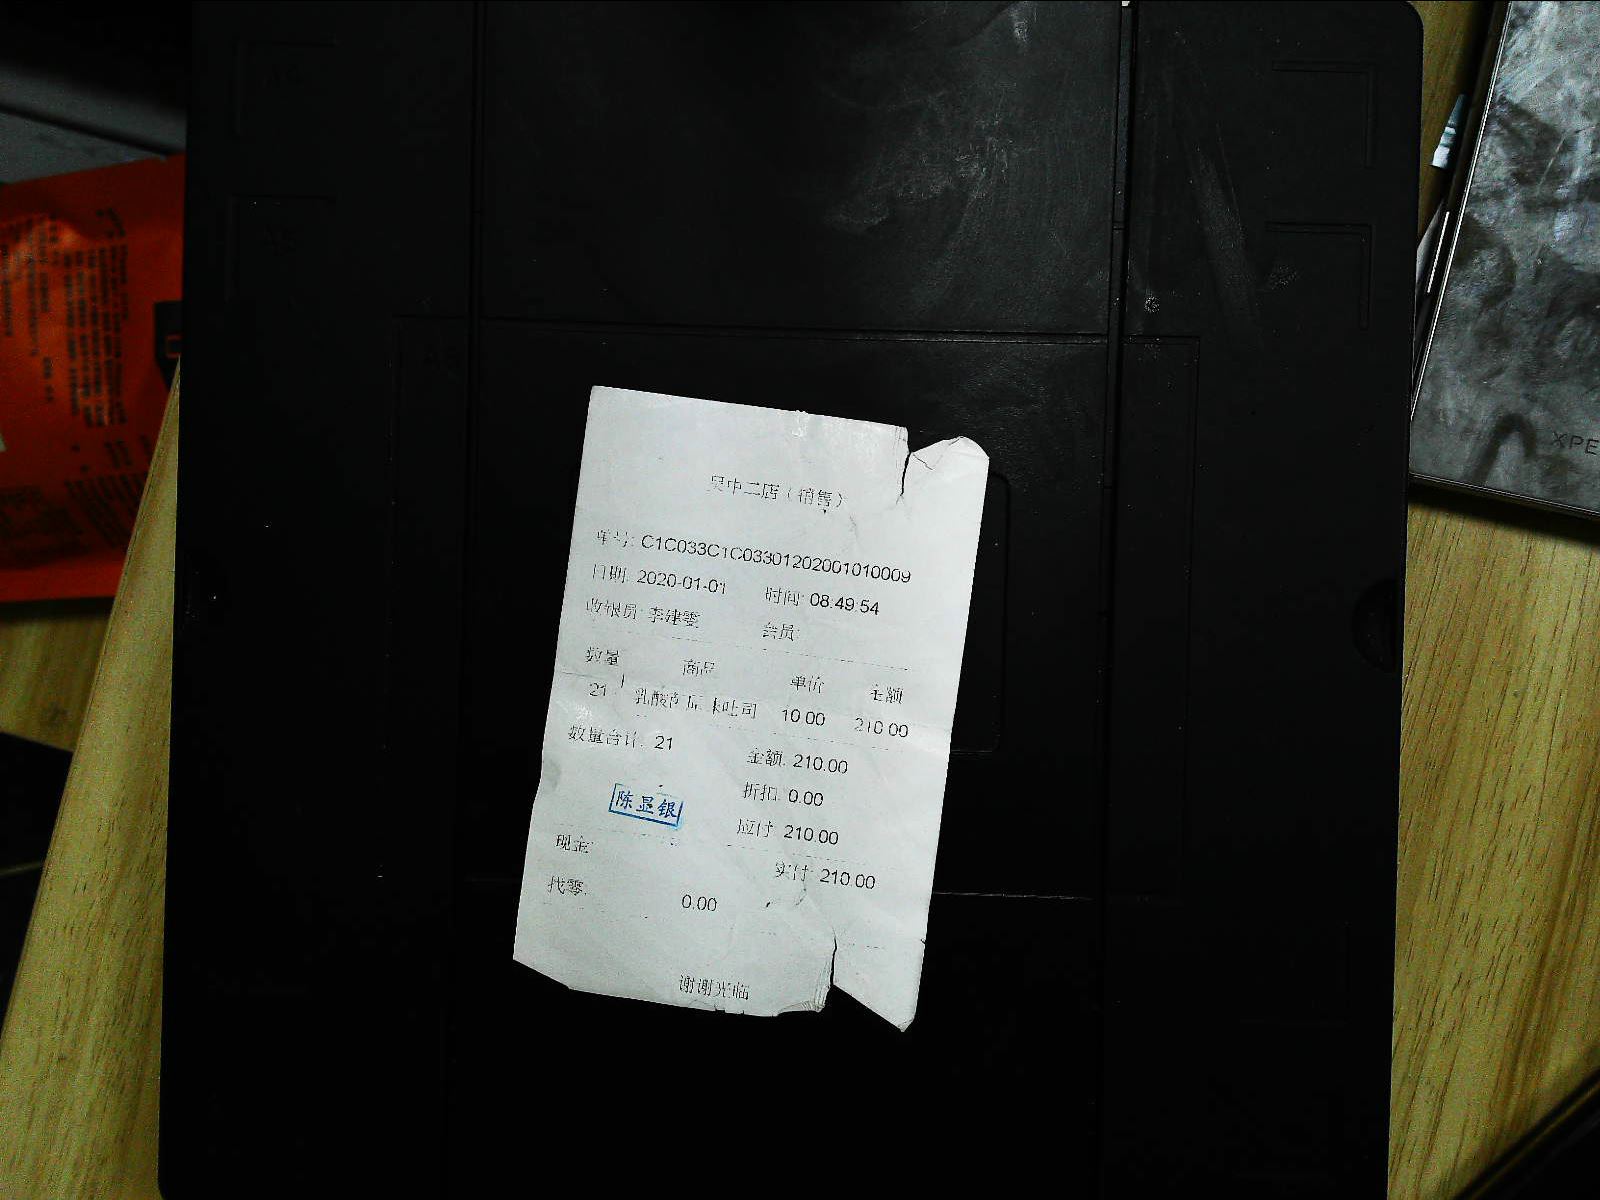 吴中二店（销售）
单号: C1C033C1C03301202001010009
日期: 2020-01-01 时间: 08:49:54
收银员: 李建雯 会员:
数量 商品 单价 金额
21 乳酸菌 吐司 10.00 210.00
数量合计: 21 金额: 210.00
折扣: 0.00
陈显银
应付: 210.00
现金: 实付: 210.00
找零: 0.00
谢谢光临
XPE